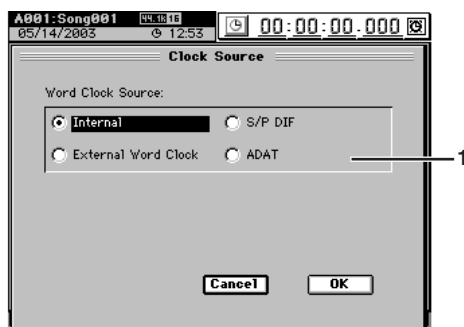 A001:Song001 44.1k 16
05/14/2003 12:53 00:00:00.000
Clock Source
Word Clock Source:
Internal S/P DIF
External Word Clock ADAT
1
Cancel OK